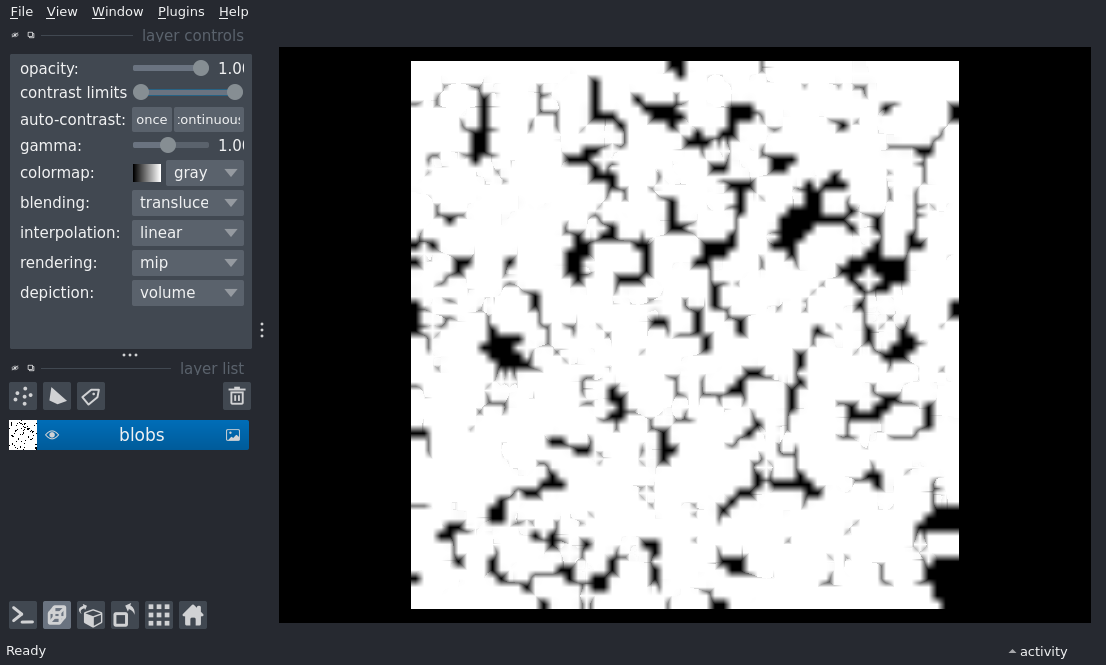 File View Window Plugins Help
layer controls
opacity: 1.00
contrast limits
auto-contrast: once continuous
gamma: 1.00
colormap: gray
blending: transluce
interpolation: linear
rendering: mip
depiction: volume
layer list
blobs
Ready activity